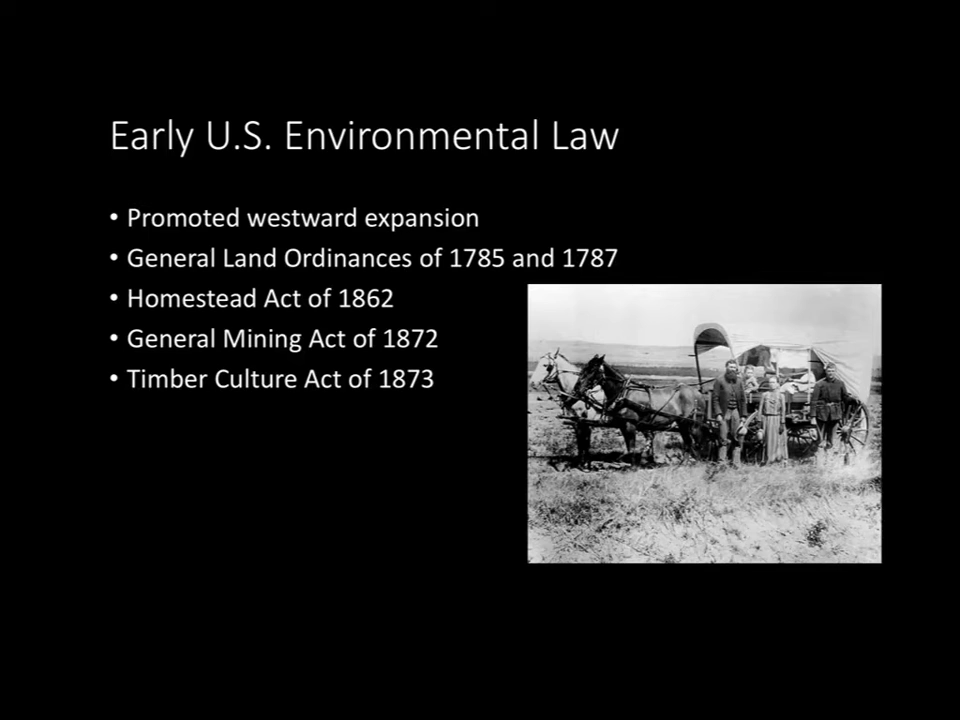 Early U.S. Environmental Law
• Promoted westward expansion
• General Land Ordinances of 1785 and 1787
• Homestead Act of 1862
• General Mining Act of 1872
• Timber Culture Act of 1873